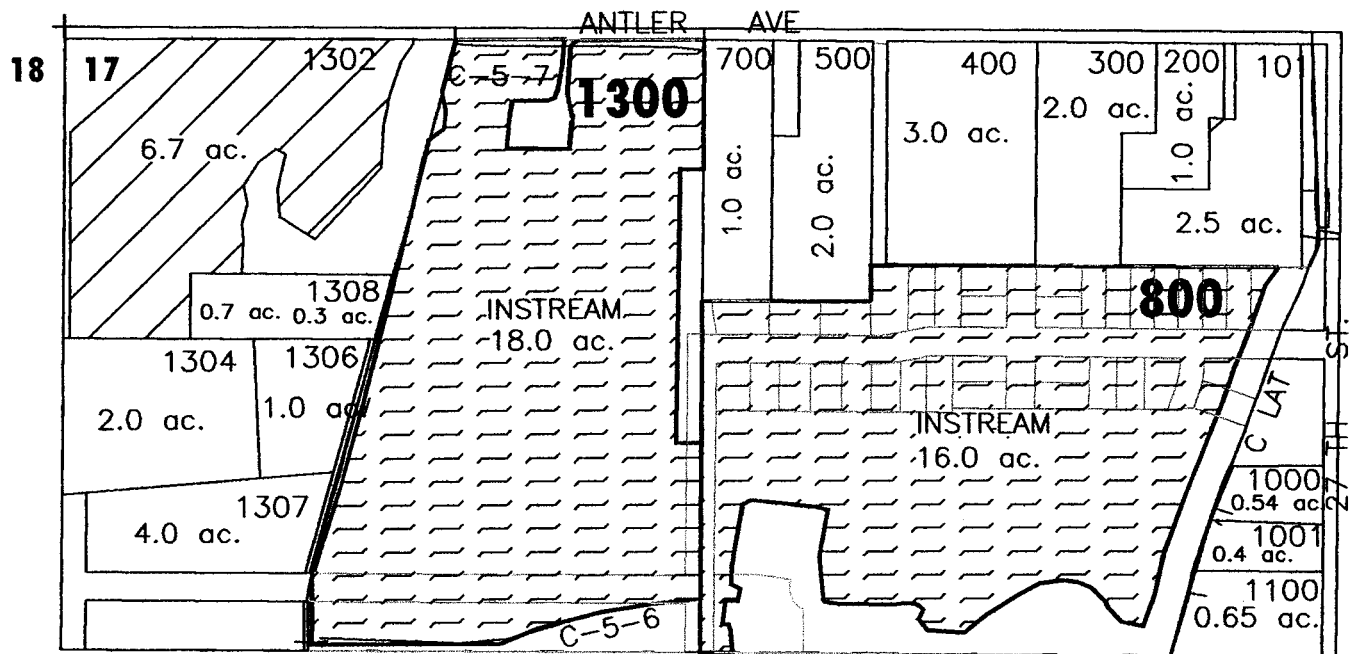 ANTLER AVE
18 17
1302
6.7 ac.
C-5-7
1300
700
500
400
300
200
101
1.0 ac.
2.0 ac.
3.0 ac.
2.0 ac.
1.0 ac.
2.5 ac.
1308
0.7 ac. 0.3 ac.
INSTREAM
18.0 ac.
800
1304
2.0 ac.
1306
1.0 ac
1307
4.0 ac.
INSTREAM
16.0 ac.
C LAT
27 TH ST.
1000
0.54 ac.
1001
0.4 ac.
1100
0.65 ac.
C-5-6